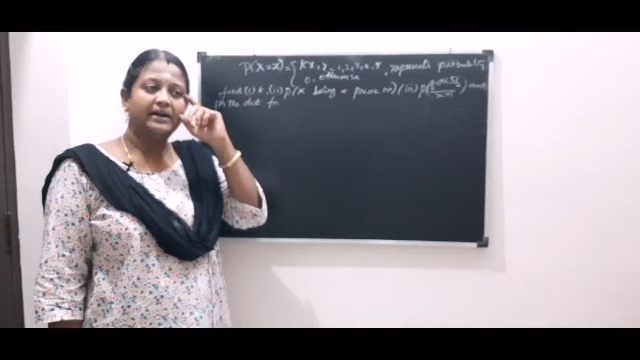 P(X=x) = { kx, x = 1,2,3,4,5, represents probability
0, otherwise
find (i) k (ii) P(X being a prime no) (iii) P( and
(iv) the dist fn